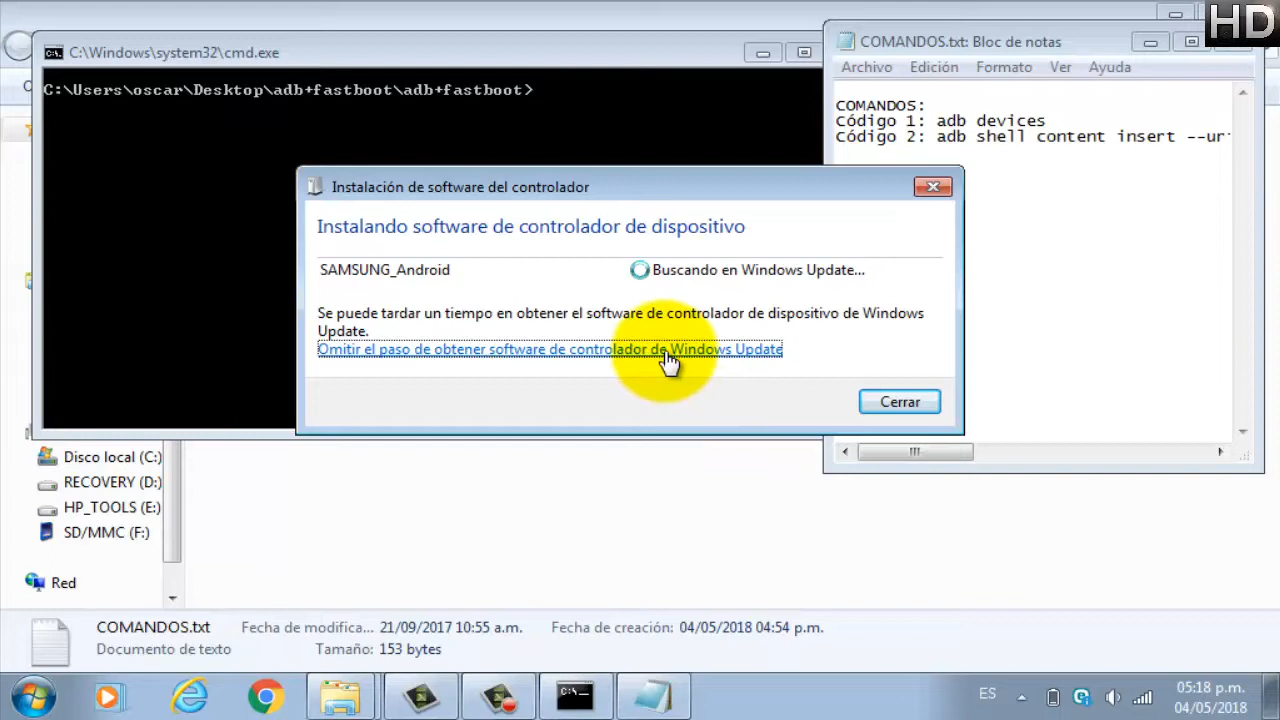 HD
C:\Windows\system32\cmd.exe
C:\Users\oscar\Desktop\adb+fastboot\adb+fastboot>
COMANDOS.txt: Bloc de notas
Archivo Edición Formato Ver Ayuda
COMANDOS:
Código 1: adb devices
Código 2: adb shell content insert --ur
Instalación de software del controlador
Instalando software de controlador de dispositivo
SAMSUNG_Android Buscando en Windows Update...
Se puede tardar un tiempo en obtener el software de controlador de dispositivo de Windows
Update.
Omitir el paso de obtener software de controlador de Windows Update
Cerrar
Disco local (C:)
RECOVERY (D:)
HP_TOOLS (E:)
SD/MMC (F:)
Red
COMANDOS.txt Fecha de modifica... 21/09/2017 10:55 a.m. Fecha de creación: 04/05/2018 04:54 p.m.
Documento de texto Tamaño: 153 bytes
ES 05:18 p.m.
04/05/2018